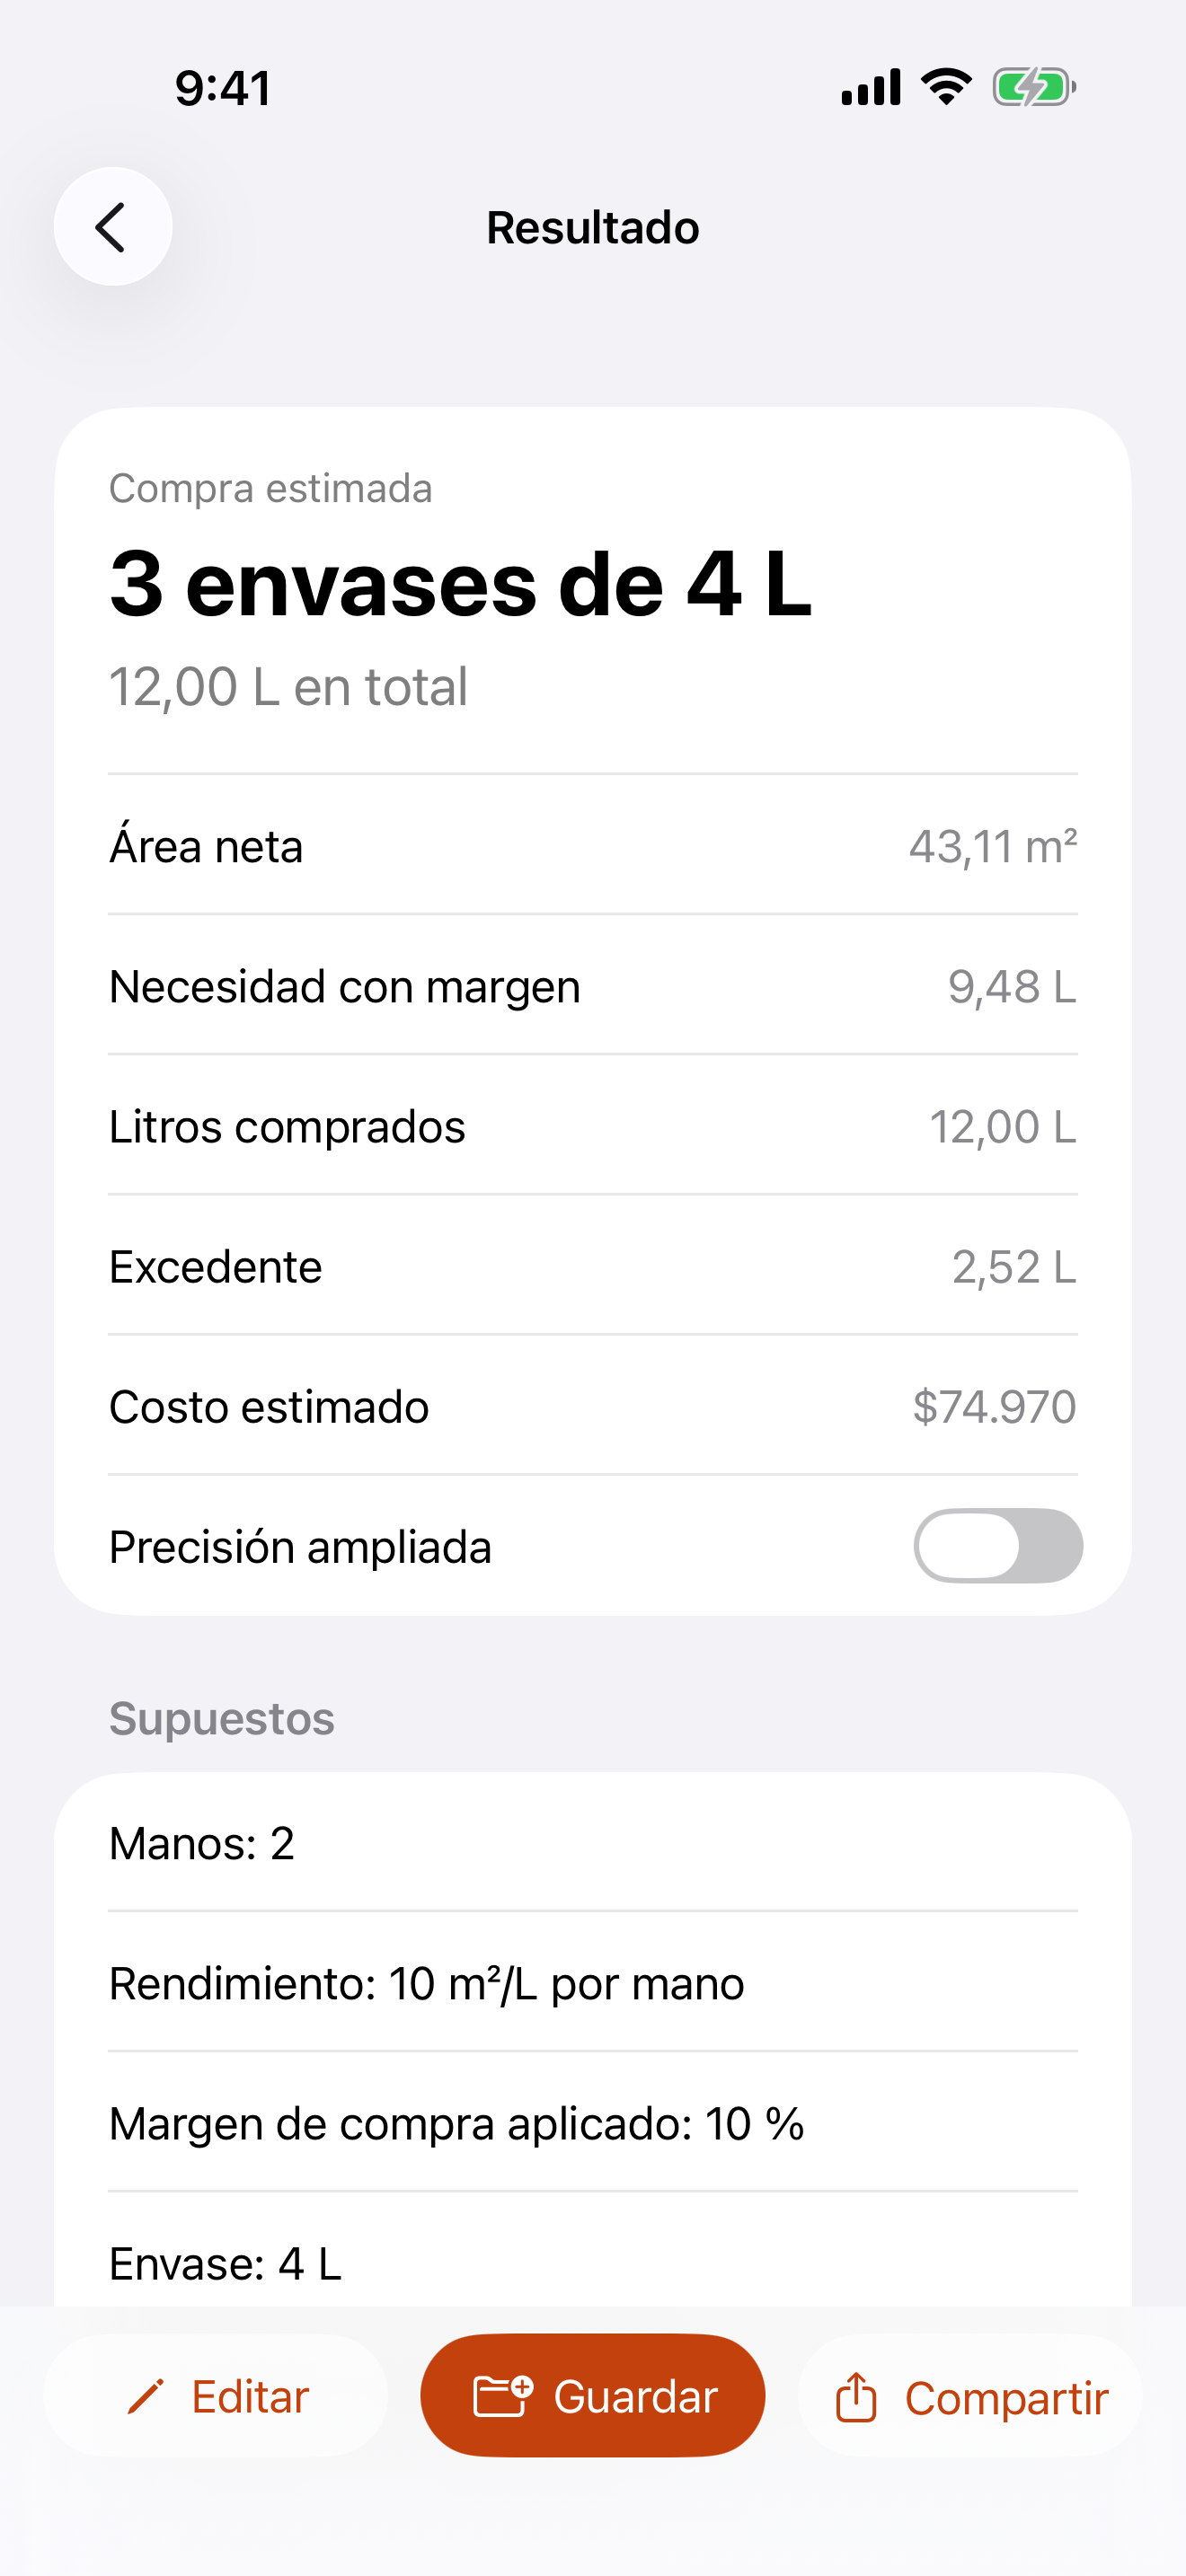 9:41
Resultado
Compra estimada
3 envases de 4 L
12,00 L en total
Área neta 43,11 m²
Necesidad con margen 9,48 L
Litros comprados 12,00 L
Excedente 2,52 L
Costo estimado $74.970
Precisión ampliada
Supuestos
Manos: 2
Rendimiento: 10 m²/L por mano
Margen de compra aplicado: 10 %
Envase: 4 L
Editar Guardar Compartir